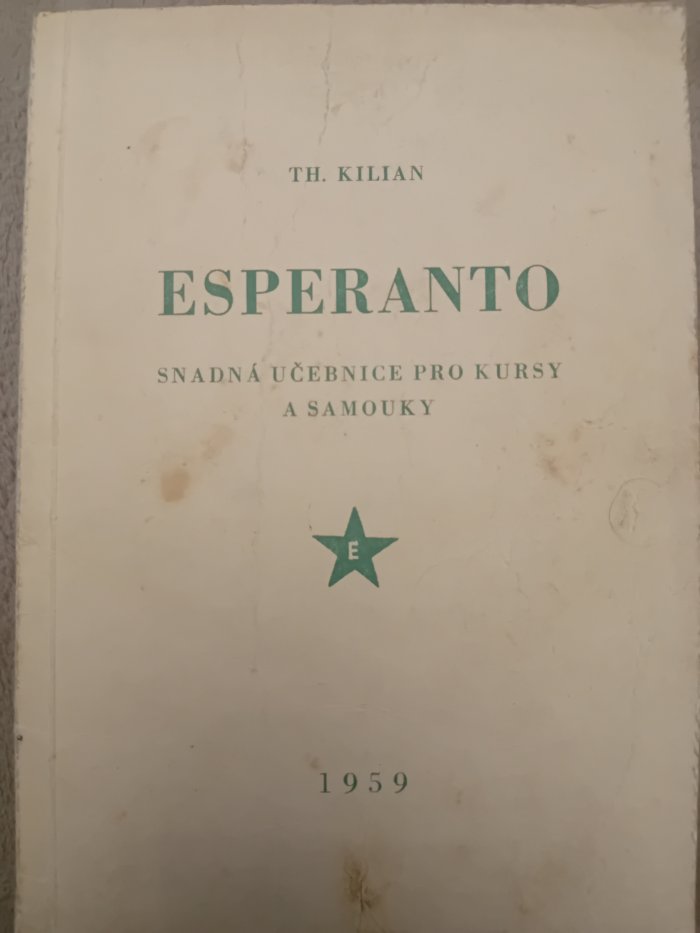 TH. KILIAN
ESPERANTO
SNADNÁ UČEBNICE PRO KURSY
A SAMOUKY
E
1959